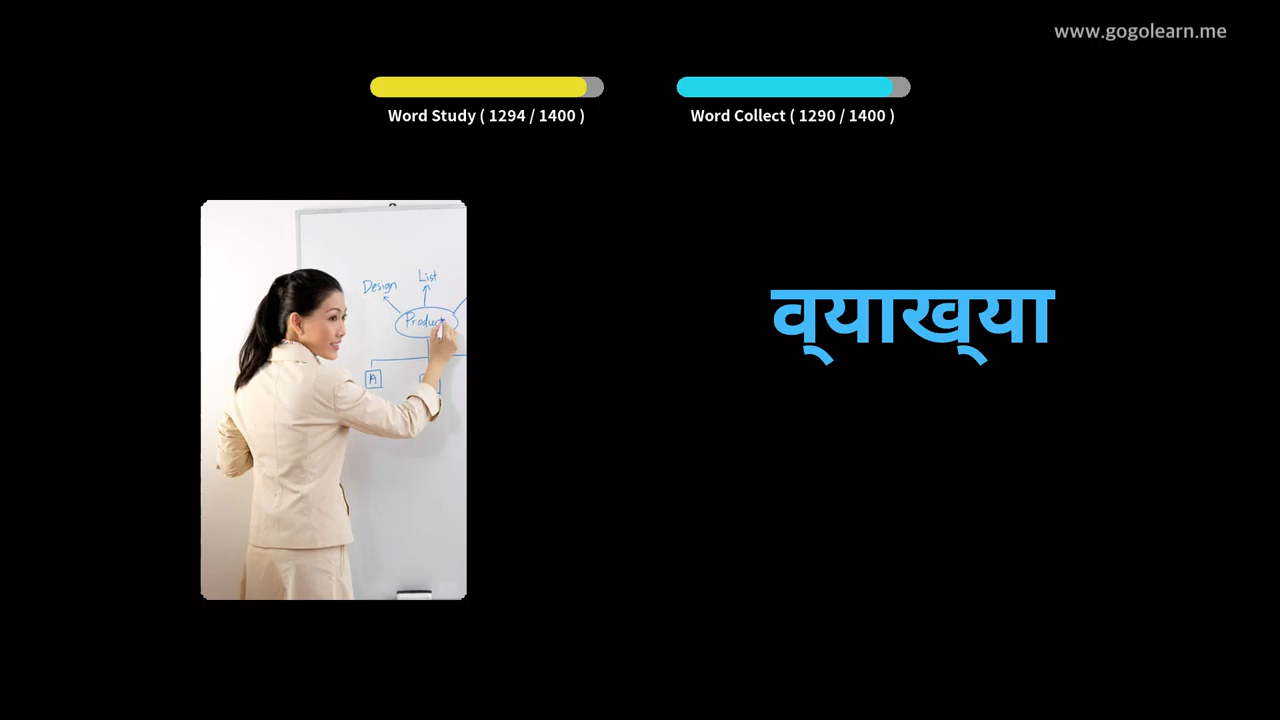 www.gogolearn.me
Word Study ( 1294 / 1400 )
Word Collect ( 1290 / 1400 )
Design
List
Product
A
व्याख्या